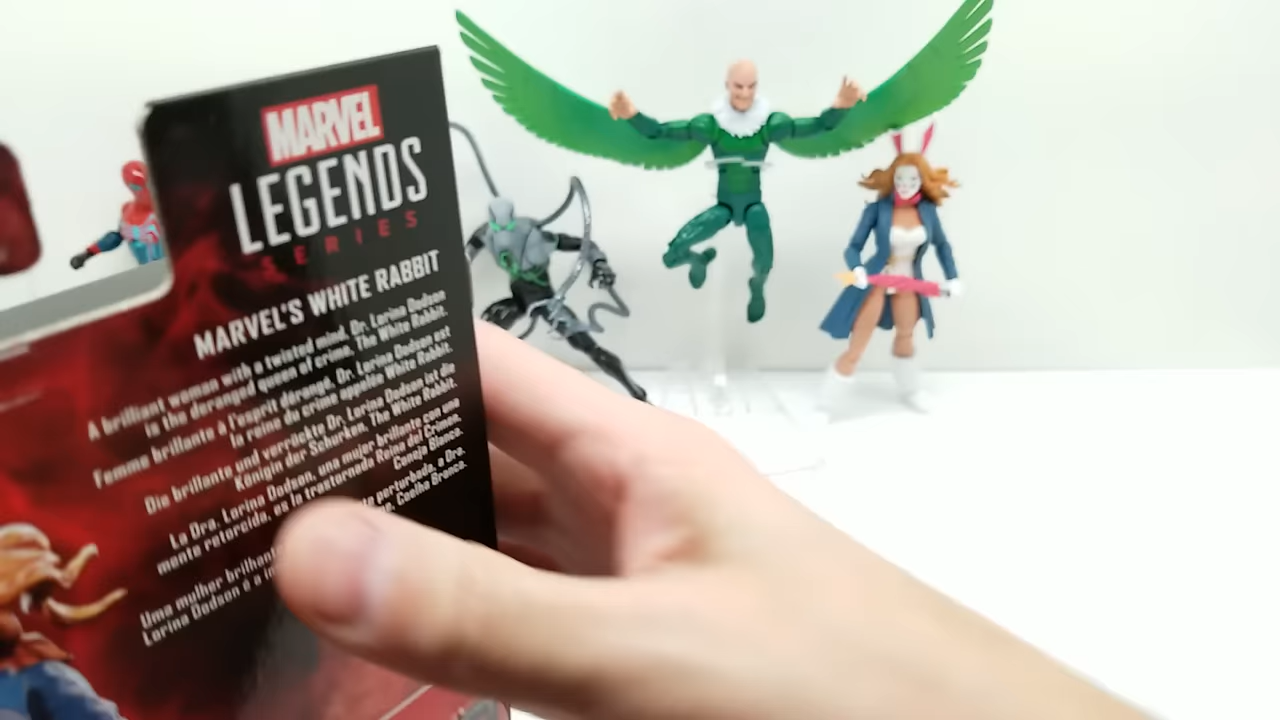 MARVEL
LEGENDS
SERIES
MARVEL'S WHITE RABBIT
A brilliant woman with a twisted mind, Dr. Lorina Dodson
is the deranged queen of crime, The White Rabbit.
Femme brillante à l'esprit dérangé, Dr. Lorina Dodson est
la reine du crime appelée White Rabbit.
Die brillante und verrückte Dr. Lorina Dodson ist die
Königin der Schurken, The White Rabbit.
La Dra. Lorina Dodson, una mujer brillante con una
mente retorcida, es la trastornada Reina del Crimen,
Coneja Blanca.
Uma mulher brilhante perturbada, a Dra.
Lorina Dodson é a Coelha Branca.